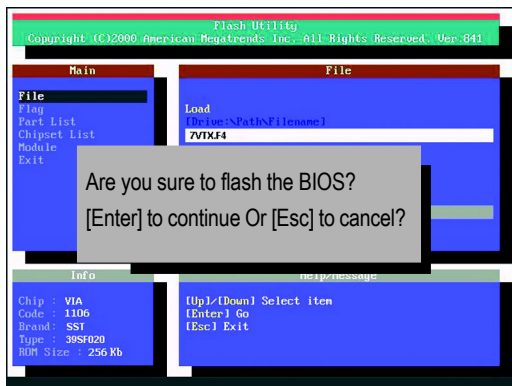 Flash Utility
Copyright (C)2000 American Megatrends Inc. All Rights Reserved. Ver:841
Main
File
Flag
Part List
Chipset List
Module
Exit
File
Load
[Drive:\Path\Filename]
7VTX.F4
Are you sure to flash the BIOS?
[Enter] to continue Or [Esc] to cancel?
Info
Chip : VIA
Code : 1106
Brand: SST
Type : 39SF020
ROM Size : 256 Kb
Help/Message
[Up]/[Down] Select item
[Enter] Go
[Esc] Exit